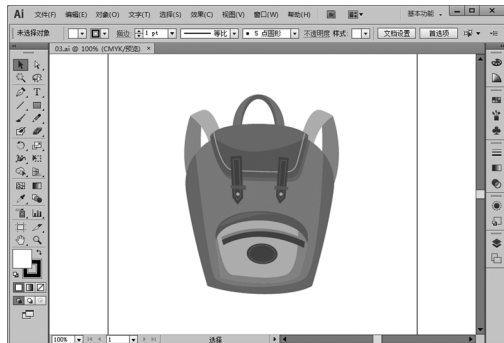 Ai 文件(F) 编辑(E) 对象(O) 文字(T) 选择(S) 效果(C) 视图(V) 窗口(W) 帮助(H) 基本功能
未选择对象 描边: 1 pt 等比 5 点圆形 不透明度 样式: 文档设置 首选项
03.ai @ 100% (CMYK/预览) ×
T
100% 1 选择